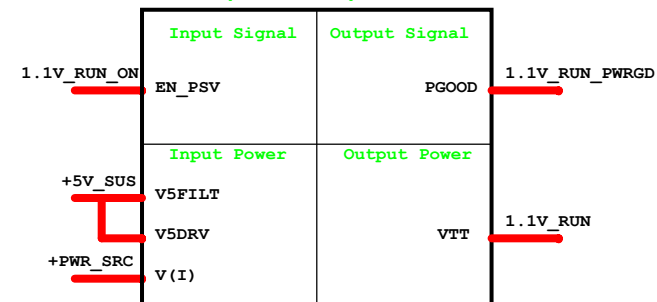 Input Signal
Output Signal
1.1V_RUN_ON
EN_PSV
PGOOD
1.1V_RUN_PWRGD
Input Power
Output Power
+5V_SUS
V5FILT
V5DRV
VTT
1.1V_RUN
+PWR_SRC
V(I)